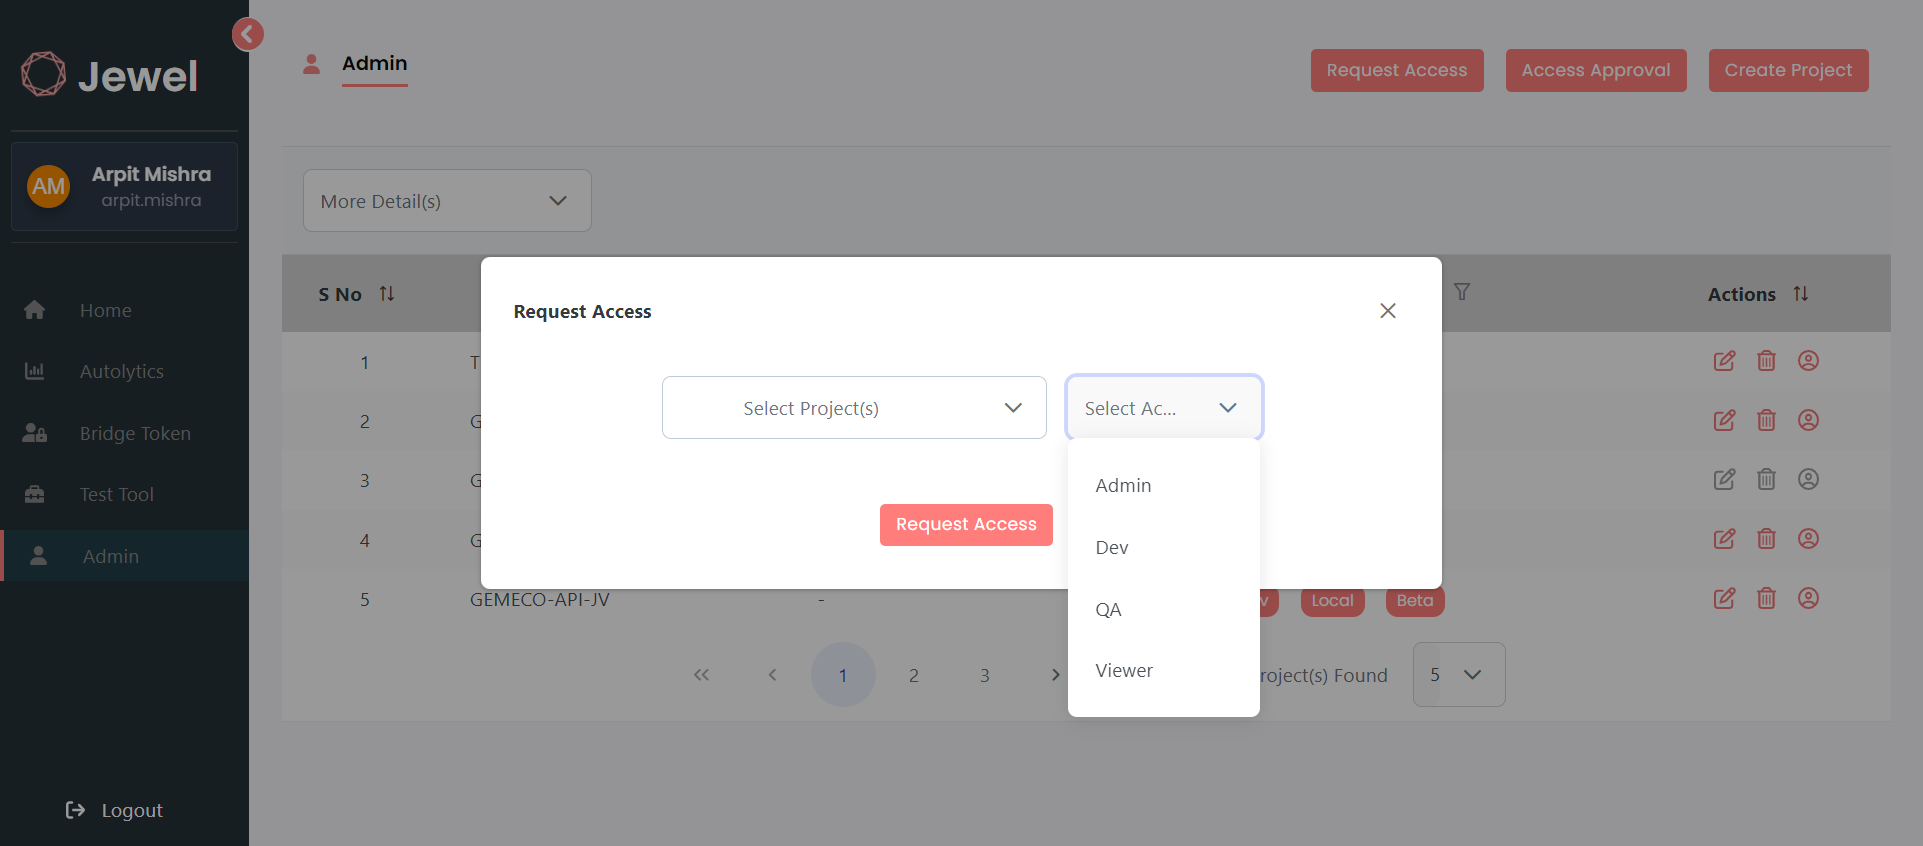 Jewel
AM
Arpit Mishra
arpit.mishra
Home
Autolytics
Bridge Token
Test Tool
Admin
Logout
Admin
Request Access
Access Approval
Create Project
More Detail(s)
S No
Actions
1
T
2
G
3
G
4
G
5
GEMECO-API-JV
-
v
Local
Beta
1
2
3
roject(s) Found
5
Request Access
Select Project(s)
Select Ac...
Admin
Dev
QA
Viewer
Request Access